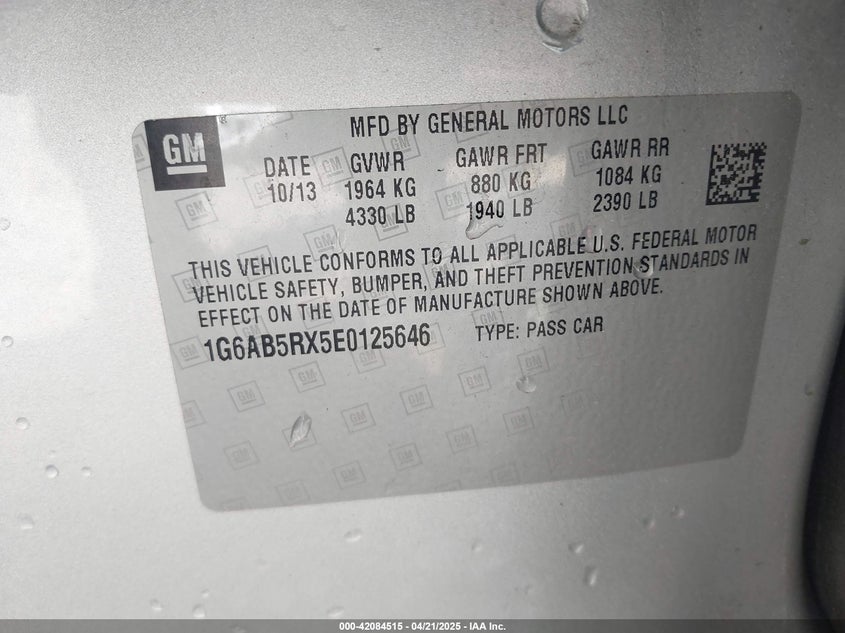 GM
MFD BY GENERAL MOTORS LLC
DATE GVWR GAWR FRT GAWR RR
10/13 1964 KG 880 KG 1084 KG
4330 LB 1940 LB 2390 LB
THIS VEHICLE CONFORMS TO ALL APPLICABLE U.S. FEDERAL MOTOR
VEHICLE SAFETY, BUMPER, AND THEFT PREVENTION STANDARDS IN
EFFECT ON THE DATE OF MANUFACTURE SHOWN ABOVE.
1G6AB5RX5E0125646 TYPE: PASS CAR
000-42084515 - 04/21/2025 - IAA Inc.